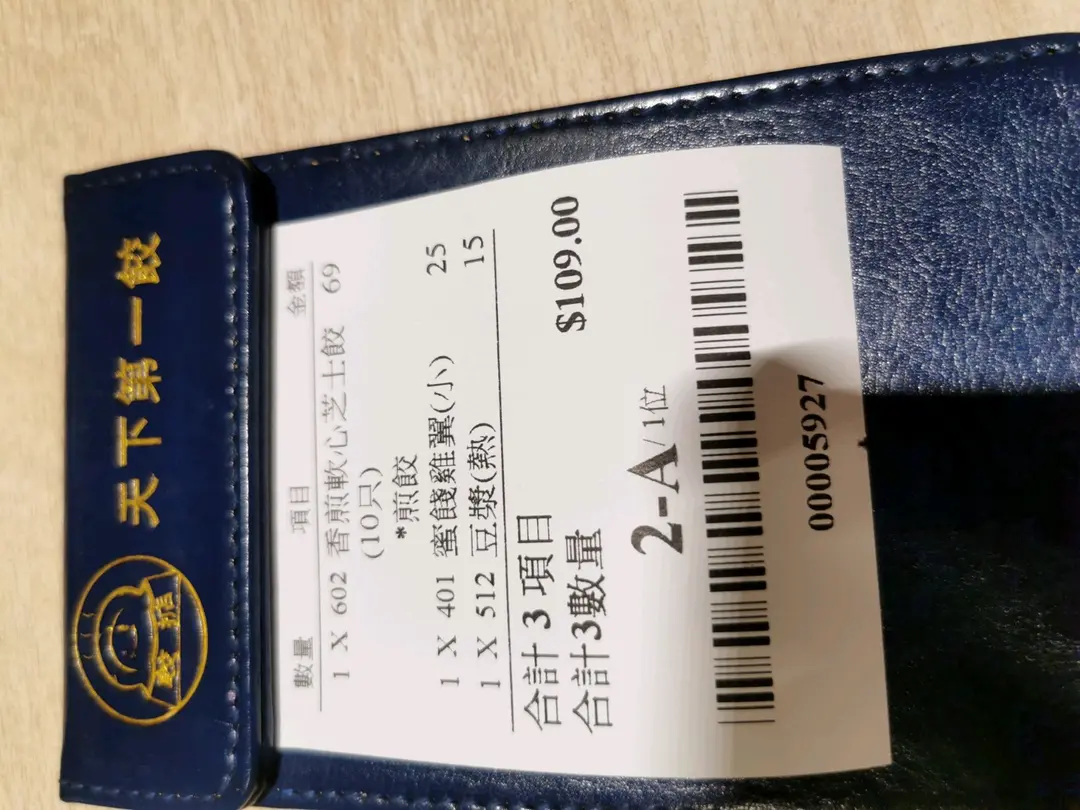 天下第一餃
數量 項目 金額
1 X 602 香煎軟心芝士餃 69
(10只)
*煎餃
1 X 401 蜜餞雞翼(小) 25
1 X 512 豆漿(熱) 15
合計 3 項目
合計3數量
$109.00
2-A/1位
00005927